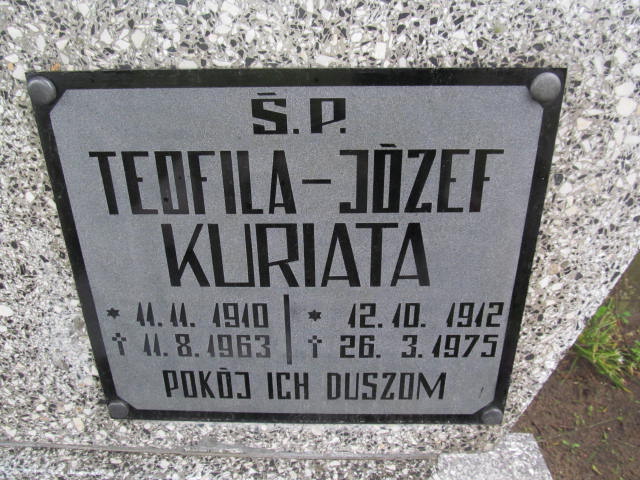 Ś.P.
TEOFILA-JÓZEF
KURIATA
* 11.11. 1910 | * 12.10. 1912
† 11.8.1963 | † 26. 3.1975
POKÓJ ICH DUSZOM